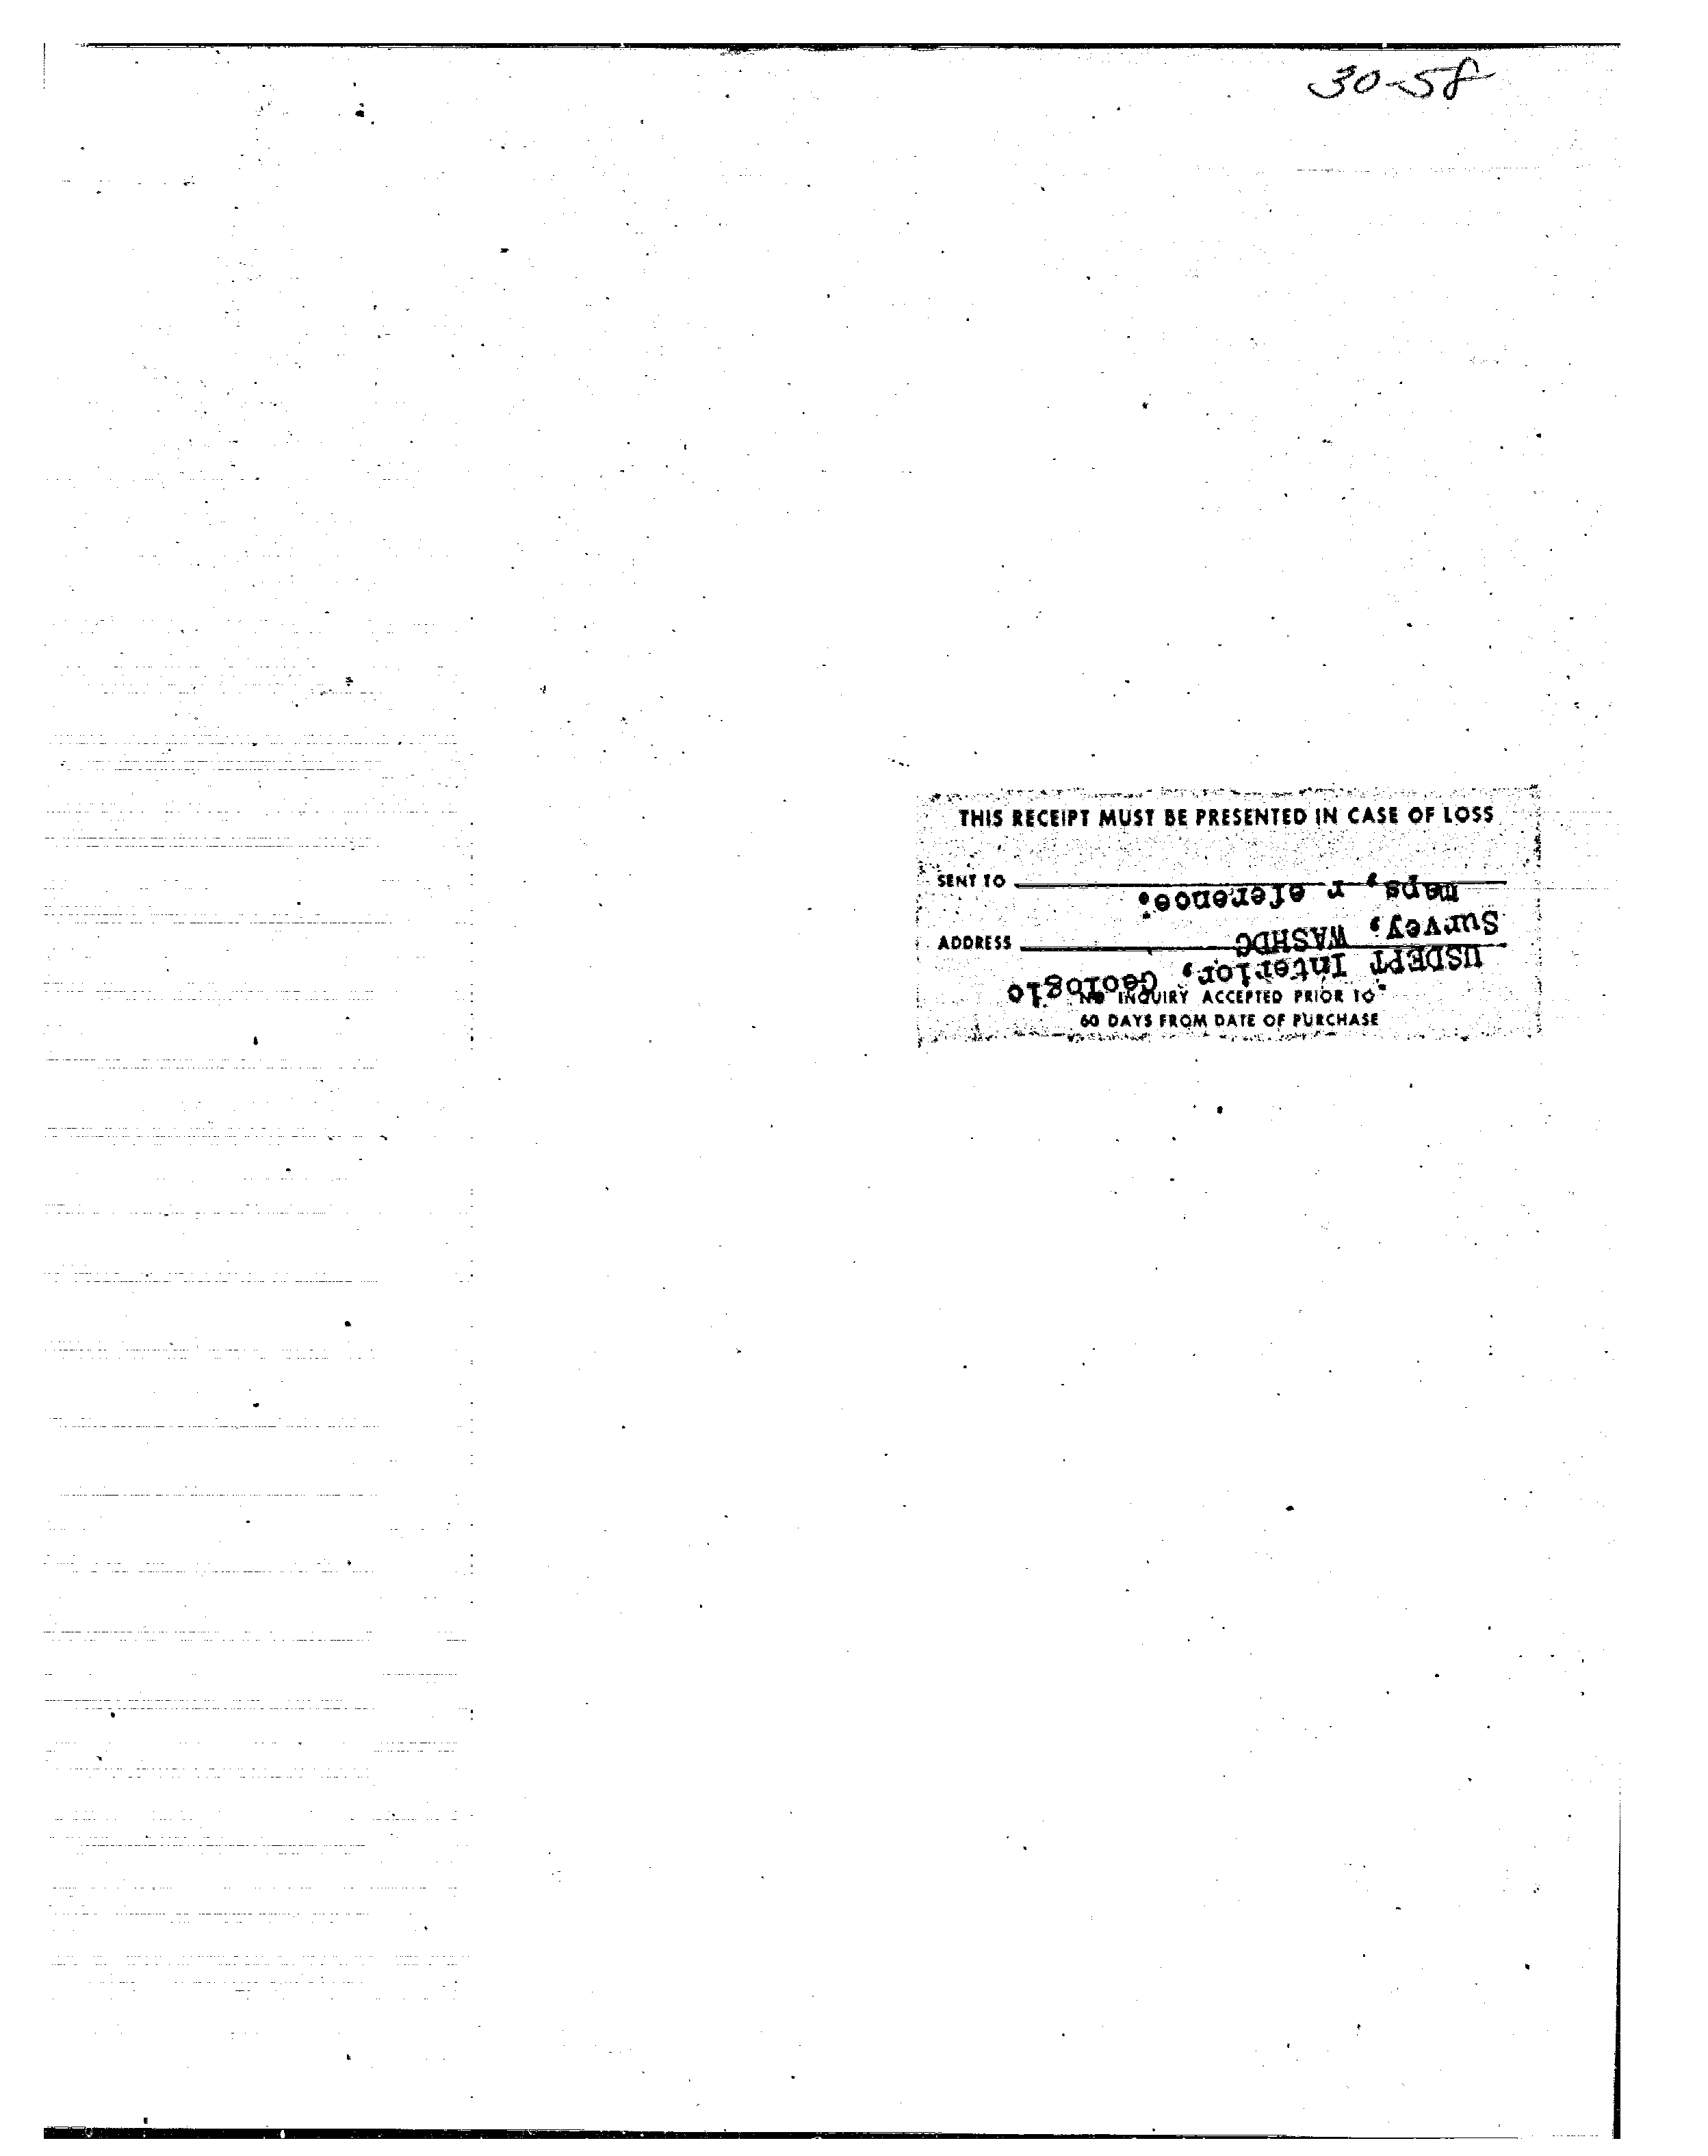 30-58
THIS RECEIPT MUST BE PRESENTED IN CASE OF LOSS
SENT TO
ADDRESS
NO INQUIRY ACCEPTED PRIOR TO
60 DAYS FROM DATE OF PURCHASE
USDEPT Interior, Geologic
Survey, WASHDC
maps, r eference.